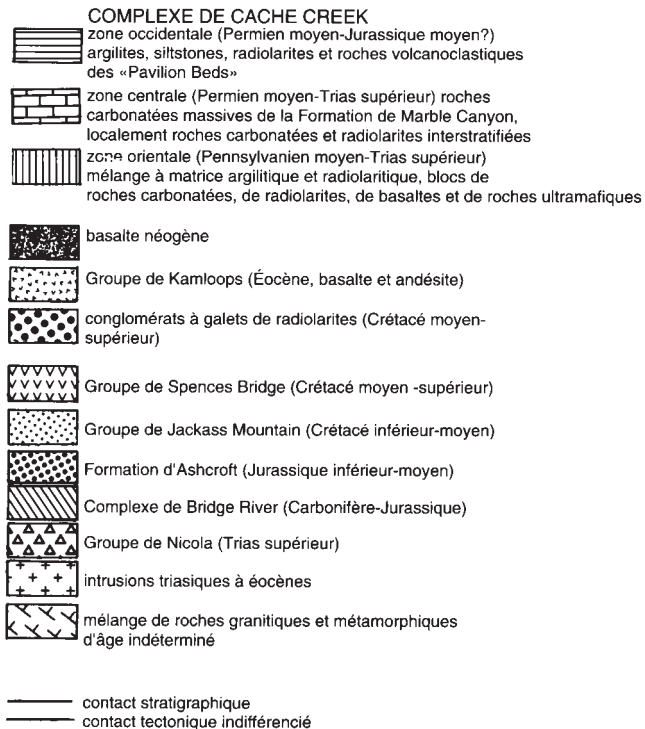 COMPLEXE DE CACHE CREEK
zone occidentale (Permien moyen-Jurassique moyen?)
argilites, siltstones, radiolarites et roches volcanoclastiques
des «Pavilion Beds»
zone centrale (Permien moyen-Trias supérieur) roches
carbonatées massives de la Formation de Marble Canyon,
localement roches carbonatées et radiolarites interstratifiées
zone orientale (Pennsylvanien moyen-Trias supérieur)
mélange à matrice argilitique et radiolaritique, blocs de
roches carbonatées, de radiolarites, de basaltes et de roches ultramafiques
basalte néogène
Groupe de Kamloops (Éocène, basalte et andésite)
conglomérats à galets de radiolarites (Crétacé moyen-
supérieur)
Groupe de Spences Bridge (Crétacé moyen -supérieur)
Groupe de Jackass Mountain (Crétacé inférieur-moyen)
Formation d'Ashcroft (Jurassique inférieur-moyen)
Complexe de Bridge River (Carbonifère-Jurassique)
Groupe de Nicola (Trias supérieur)
intrusions triasiques à éocènes
mélange de roches granitiques et métamorphiques
d'âge indéterminé
contact stratigraphique
contact tectonique indifférencié